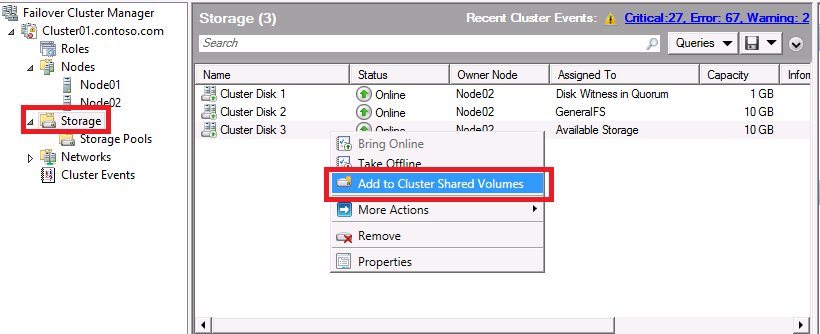 Failover Cluster Manager
Cluster01.contoso.com
Roles
Nodes
Node01
Node02
Storage
Storage Pools
Networks
Cluster Events
Storage (3)
Recent Cluster Events: Critical:27, Error: 67, Warning: 2
Search
Queries
Name Status Owner Node Assigned To Capacity Inforn
Cluster Disk 1 Online Node02 Disk Witness in Quorum 1 GB
Cluster Disk 2 Online Node02 GeneralFS 10 GB
Cluster Disk 3 Online Node02 Available Storage 10 GB
Bring Online
Take Offline
Add to Cluster Shared Volumes
More Actions
Remove
Properties